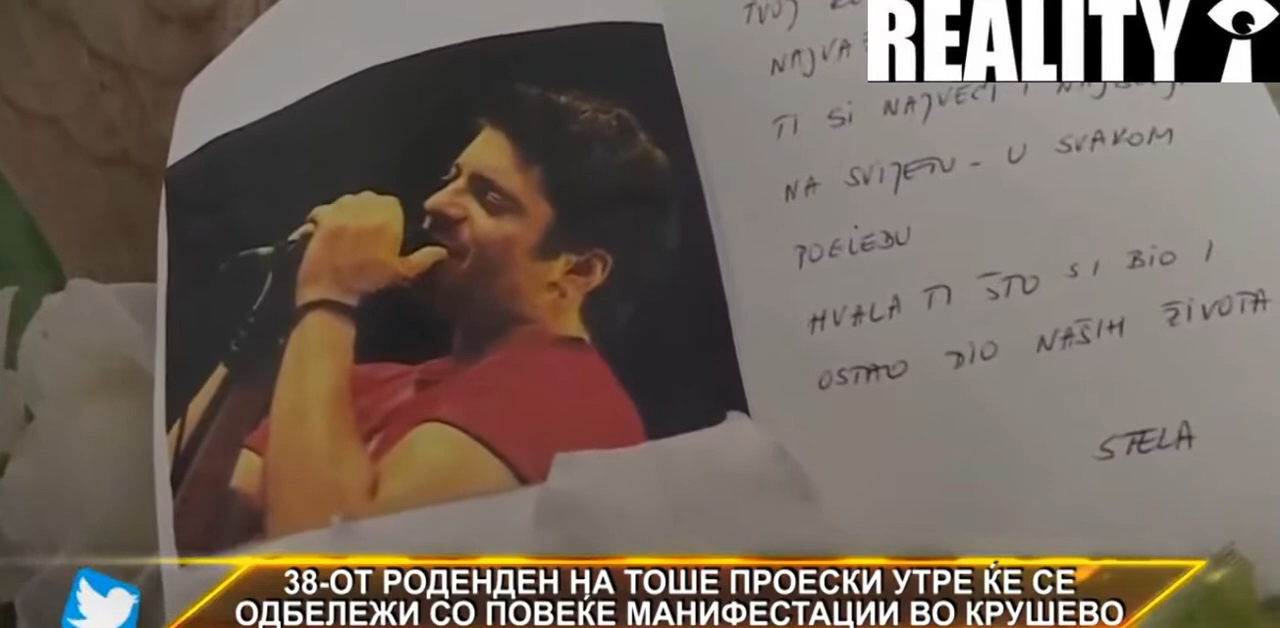 REALITY
TVOJ
TI SI NAJVEĆI I
NA SVIJETU - U SVAKOM
POGLEDU
HVALA TI ŠTO SI BIO I
OSTAO DIO NAŠIH ŽIVOTA
STELA
38-ОТ РОДЕНДЕН НА ТОШЕ ПРОЕСКИ УТРЕ ЌЕ СЕ
ОДБЕЛЕЖИ СО ПОВЕЌЕ МАНИФЕСТАЦИИ ВО КРУШЕВО